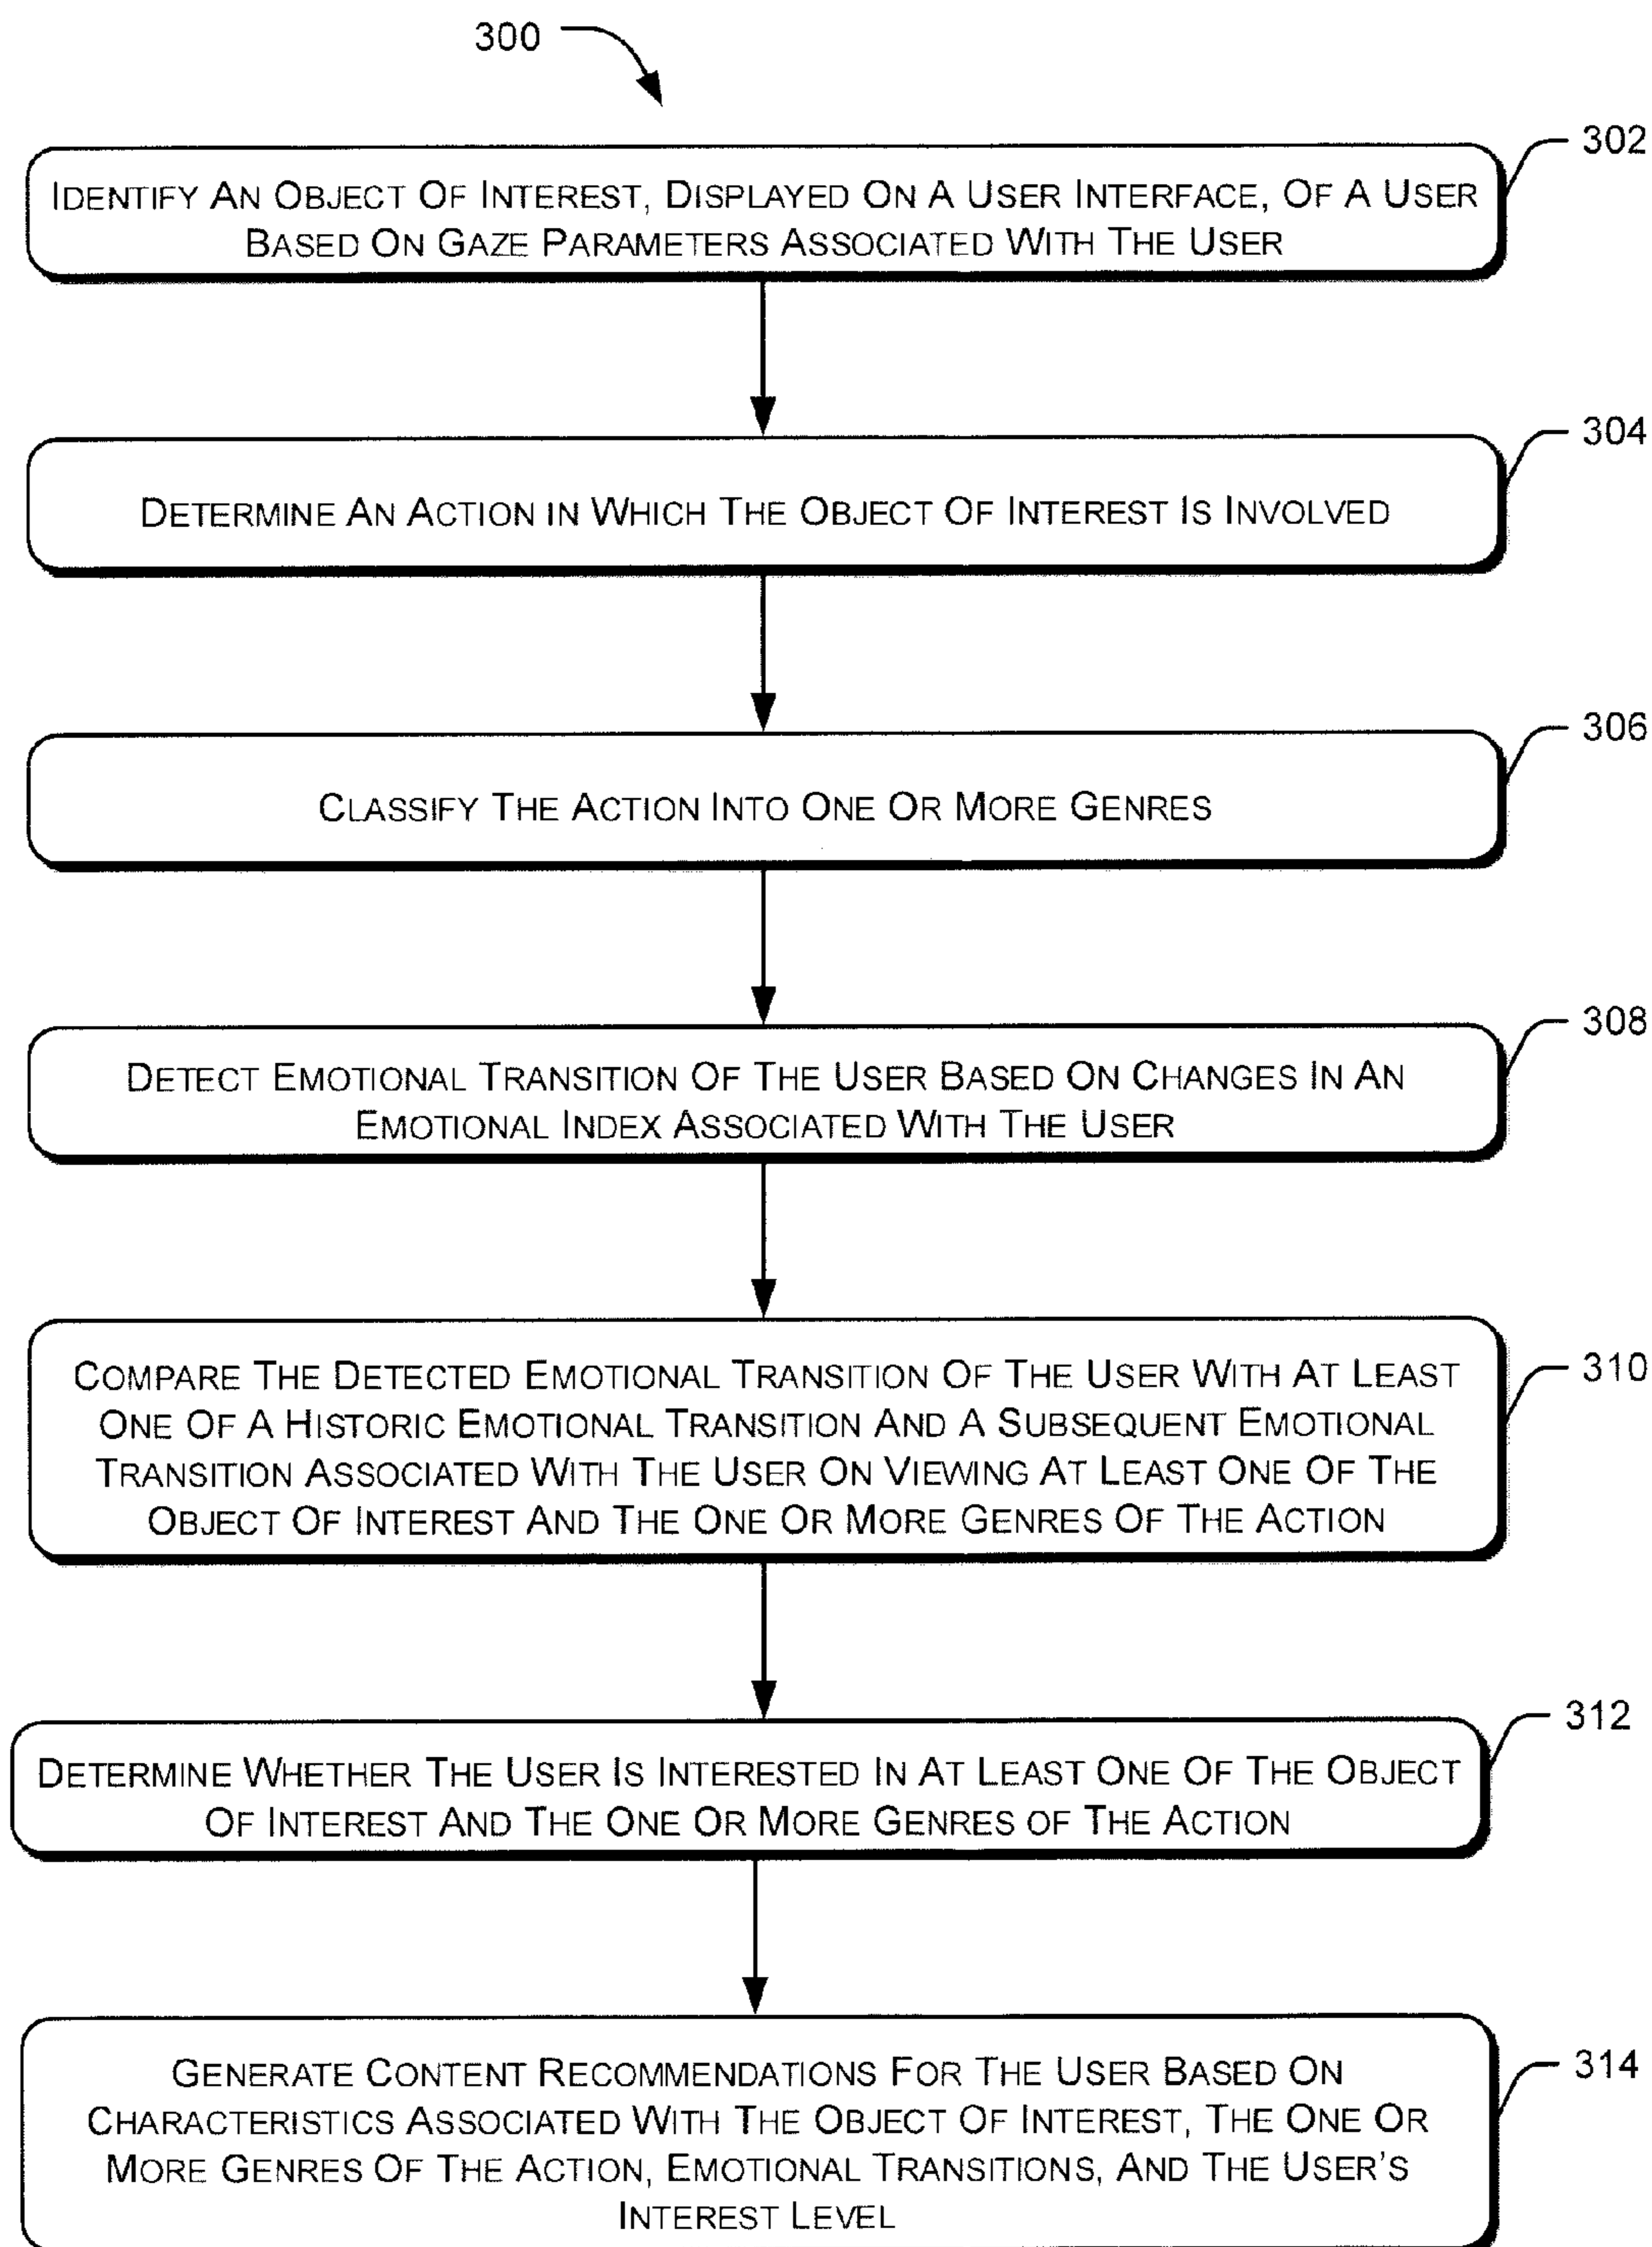 300
302
IDENTIFY AN OBJECT OF INTEREST, DISPLAYED ON A USER INTERFACE, OF A USER
BASED ON GAZE PARAMETERS ASSOCIATED WITH THE USER
304
DETERMINE AN ACTION IN WHICH THE OBJECT OF INTEREST IS INVOLVED
306
CLASSIFY THE ACTION INTO ONE OR MORE GENRES
308
DETECT EMOTIONAL TRANSITION OF THE USER BASED ON CHANGES IN AN
EMOTIONAL INDEX ASSOCIATED WITH THE USER
310
COMPARE THE DETECTED EMOTIONAL TRANSITION OF THE USER WITH AT LEAST
ONE OF A HISTORIC EMOTIONAL TRANSITION AND A SUBSEQUENT EMOTIONAL
TRANSITION ASSOCIATED WITH THE USER ON VIEWING AT LEAST ONE OF THE
OBJECT OF INTEREST AND THE ONE OR MORE GENRES OF THE ACTION
312
DETERMINE WHETHER THE USER IS INTERESTED IN AT LEAST ONE OF THE OBJECT
OF INTEREST AND THE ONE OR MORE GENRES OF THE ACTION
314
GENERATE CONTENT RECOMMENDATIONS FOR THE USER BASED ON
CHARACTERISTICS ASSOCIATED WITH THE OBJECT OF INTEREST, THE ONE OR
MORE GENRES OF THE ACTION, EMOTIONAL TRANSITIONS, AND THE USER'S
INTEREST LEVEL